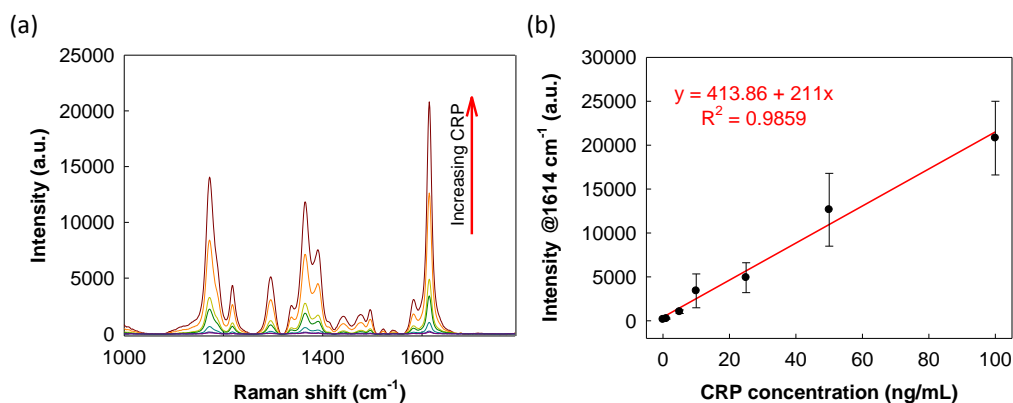 (a)
25000
20000
15000
10000
5000
0
Intensity (a.u.)
Increasing CRP
1000 1200 1400 1600
Raman shift (cm⁻¹)
(b)
30000
25000
20000
15000
10000
5000
0
Intensity @1614 cm⁻¹ (a.u.)
y = 413.86 + 211x
R² = 0.9859
0 20 40 60 80 100
CRP concentration (ng/mL)